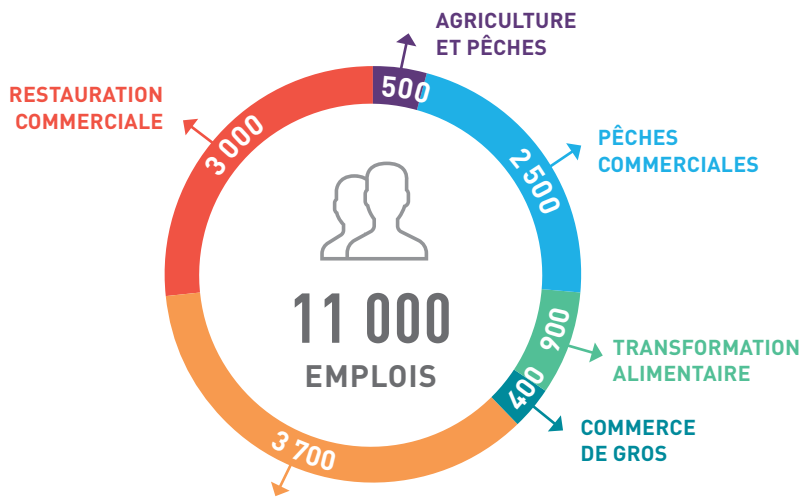 AGRICULTURE
ET PÊCHES
500
RESTAURATION
COMMERCIALE
3 000
PÊCHES
COMMERCIALES
2 500
11 000
EMPLOIS
900
TRANSFORMATION
ALIMENTAIRE
400
COMMERCE
DE GROS
3 700